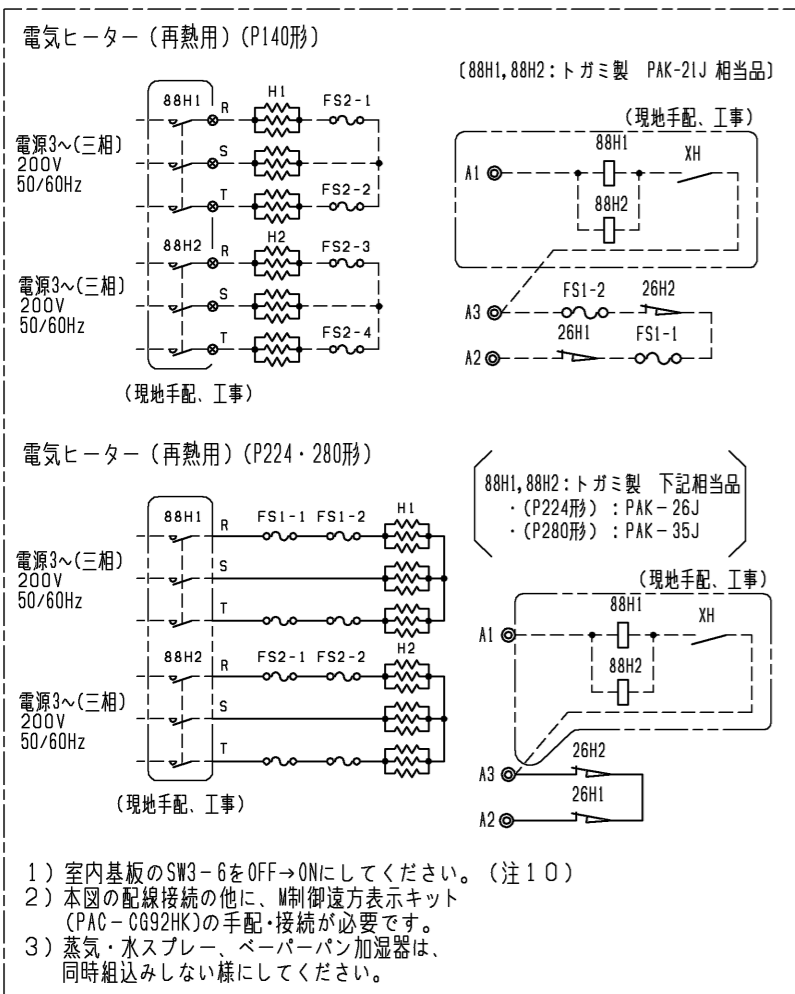 電気ヒーター(再熱用)(P140形)
〔88H1,88H2:トガミ製 PAK-21J 相当品〕
88H1
R
H1
FS2-1
電源3~(三相)
200V
50/60Hz
S
T
FS2-2
88H2
R
H2
FS2-3
電源3~(三相)
200V
50/60Hz
S
T
FS2-4
(現地手配、工事)
(現地手配、工事)
88H1
XH
A1
88H2
FS1-2
26H2
A3
26H1
FS1-1
A2
電気ヒーター(再熱用)(P224・280形)
88H1,88H2:トガミ製 下記相当品
・(P224形):PAK-26J
・(P280形):PAK-35J
88H1
R
FS1-1
FS1-2
H1
電源3~(三相)
200V
50/60Hz
S
T
88H2
R
FS2-1
FS2-2
H2
電源3~(三相)
200V
50/60Hz
S
T
(現地手配、工事)
(現地手配、工事)
88H1
XH
A1
88H2
26H2
A3
26H1
A2
1)室内基板のSW3-6をOFF→ONにしてください。(注10)
2)本図の配線接続の他に、M制御遠方表示キット
(PAC-CG92HK)の手配・接続が必要です。
3)蒸気・水スプレー、ペーパーパン加湿器は、
同時組込みしない様にしてください。